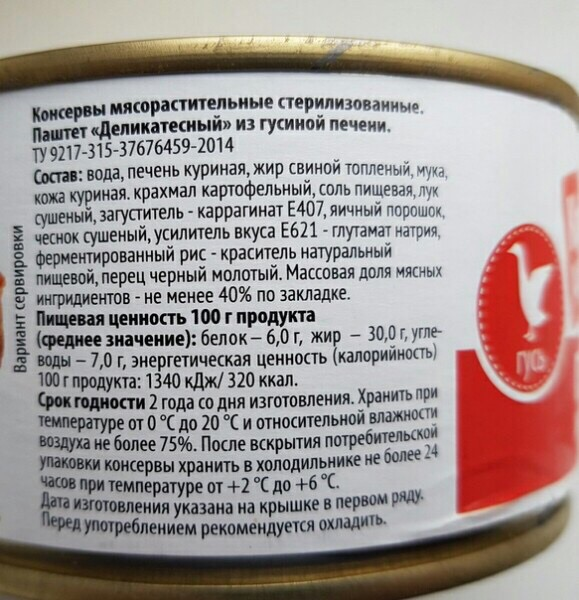 Консервы мясорастительные стерилизованные.
Паштет «Деликатесный» из гусиной печени.
ТУ 9217-315-37676459-2014
Состав: вода, печень куриная, жир свиной топленый, мука,
кожа куриная. крахмал картофельный, соль пищевая, лук
сушеный, загуститель - каррагинат Е407, яичный порошок,
чеснок сушеный, усилитель вкуса Е621 - глутамат натрия,
ферментированный рис - краситель натуральный
пищевой, перец черный молотый. Массовая доля мясных
ингридиентов - не менее 40% по закладке.
Пищевая ценность 100 г продукта
(среднее значение): белок – 6,0 г, жир – 30,0 г, угле-
воды – 7,0 г, энергетическая ценность (калорийность)
100 г продукта: 1340 кДж/ 320 ккал.
Срок годности 2 года со дня изготовления. Хранить при
температуре от 0 °С до 20 °С и относительной влажности
воздуха не более 75%. После вскрытия потребительской
упаковки консервы хранить в холодильнике не более 24
часов при температуре от +2 °С до +6 °С.
Дата изготовления указана на крышке в первом ряду.
Перед употреблением рекомендуется охладить.
Вариант сервировки
ГУСЬ